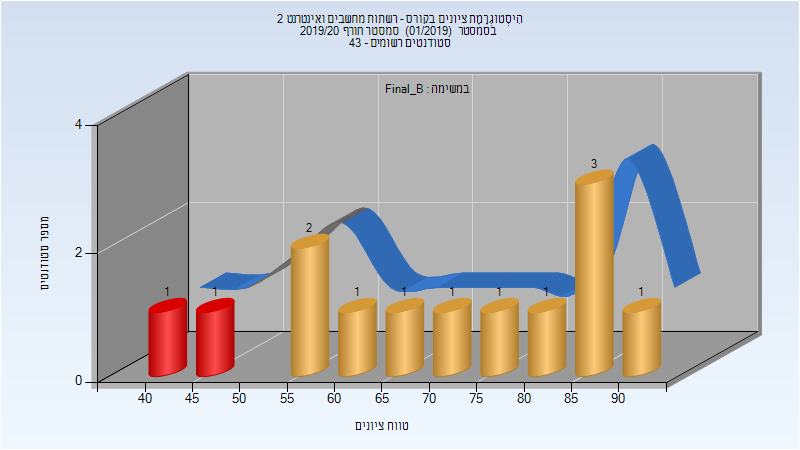 היסטוגרמת ציונים בקורס - רשתות מחשבים ואינטרנט 2
בסמסטר (01/2019) סמסטר חורף 2019/20
סטודנטים רשומים - 43
במשימה : Final_B
מספר סטודנטים
4
2
0
1
1
2
1
1
1
1
1
3
1
40 45 50 55 60 65 70 75 80 85 90
טווח ציונים